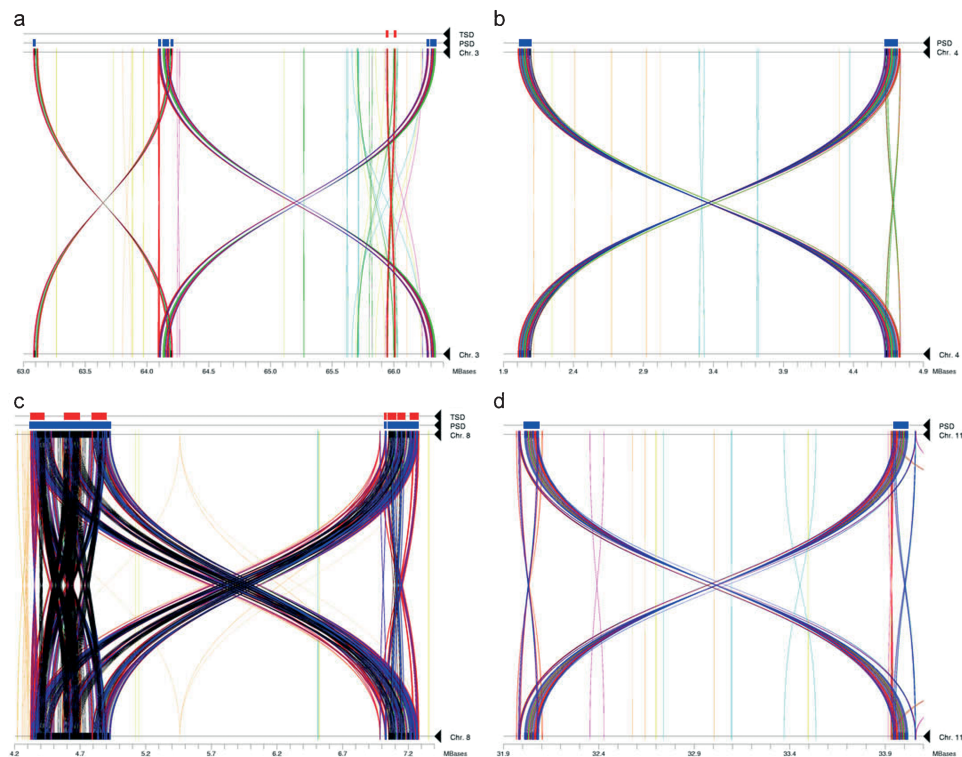 a
TSD
PSD
Chr. 3
Chr. 3
63.0 63.5 64.0 64.5 65.0 65.5 66.0 MBases
b
PSD
Chr. 4
Chr. 4
1.9 2.4 2.9 3.4 3.9 4.4 4.9
MBases
c
TSD
PSD
Chr. 8
Chr. 8
4.2 4.7 5.2 5.7 6.2 6.7 7.2 MBases
d
PSD
Chr. 11
Chr. 11
31.9 32.4 32.9 33.4 33.9 MBases